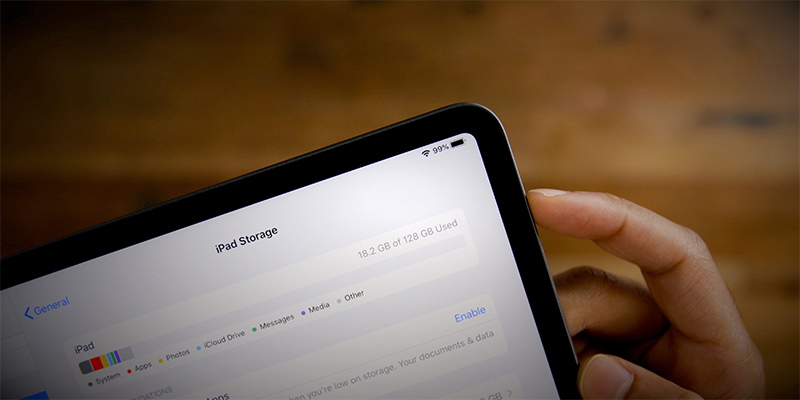 99%
iPad Storage
General
iPad
18.2 GB of 128 GB Used
System Apps Photos iCloud Drive Messages Media Other
Enable
when you're low on storage. Your documents & data
GB